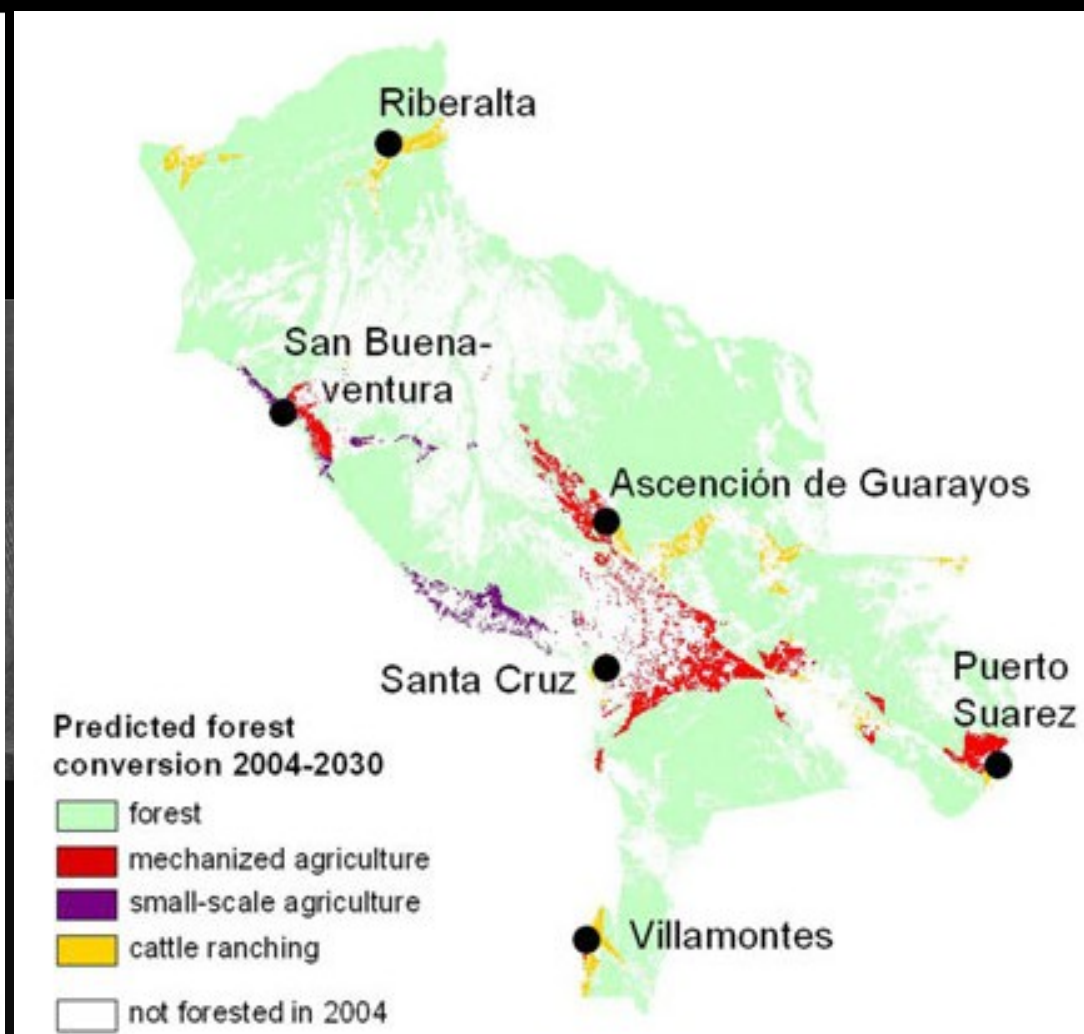 Riberalta
San Buena-
ventura
Ascención de Guarayos
Santa Cruz
Puerto
Suarez
Predicted forest
conversion 2004-2030
forest
mechanized agriculture
small-scale agriculture
cattle ranching
not forested in 2004
Villamontes